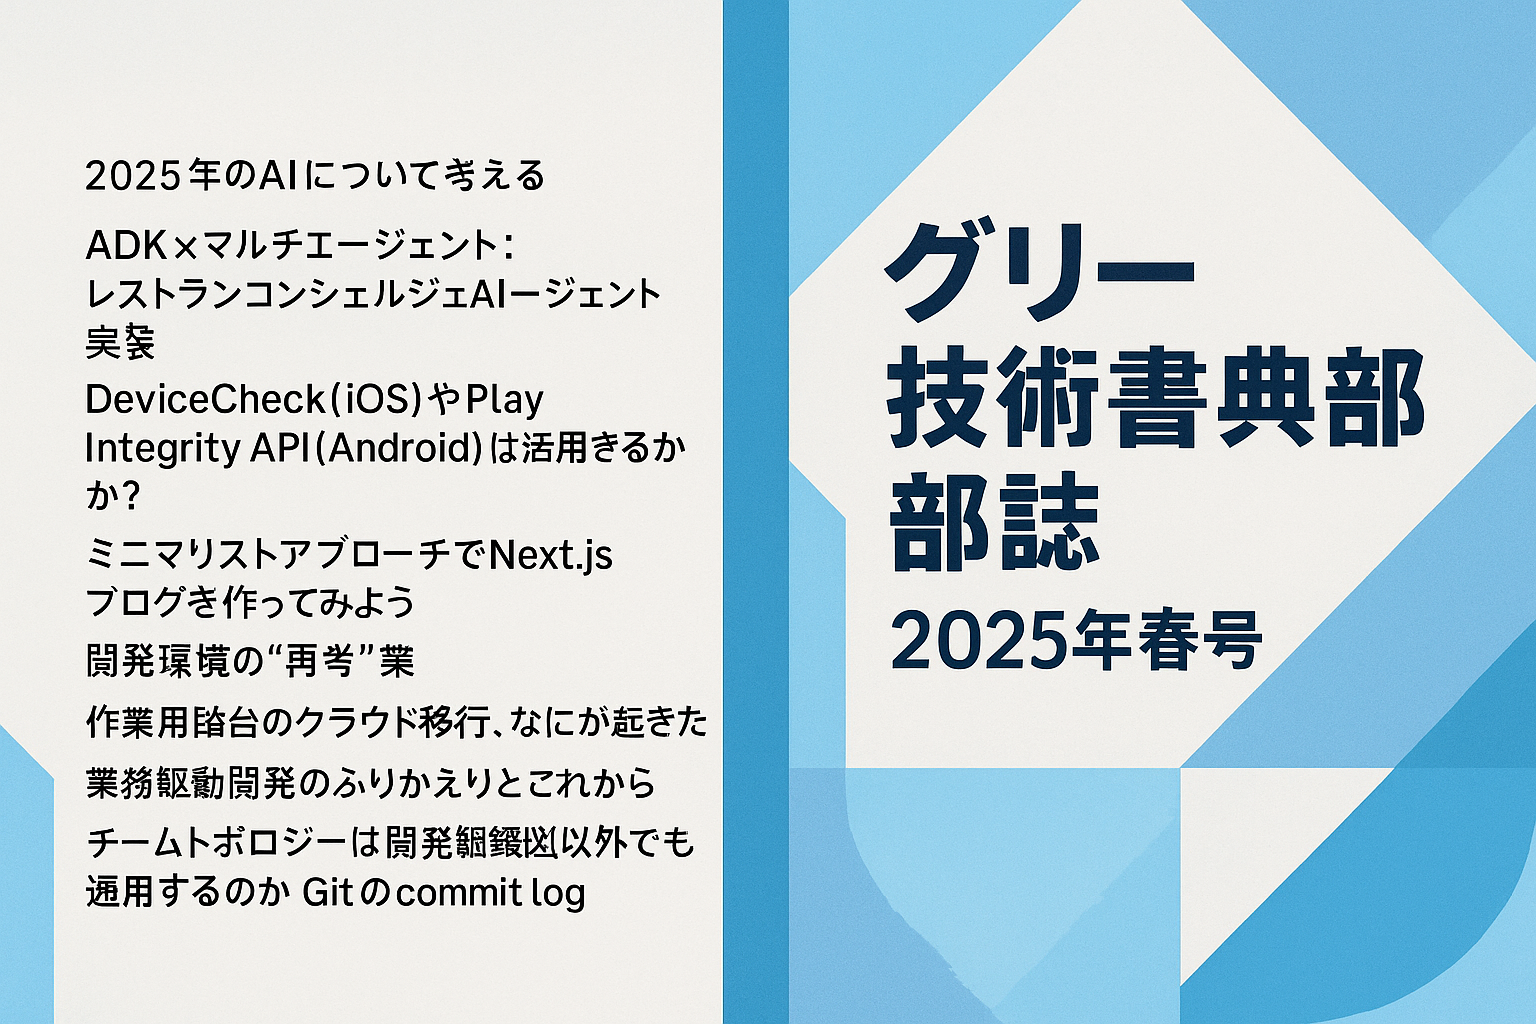 2025年のAIについて考える
ADK×マルチエージェント：
レストランコンシェルジェAIージェント
実装
DeviceCheck(iOS)やPlay
Integrity API(Android)は活用きるか
か?
ミニマリストアブローチでNext.js
ブログを作ってみよう
開発環境の“再考”業
作業用台のクラウド移行、なにが起きた
業務駆動開発のふりかえりとこれから
チームトポロジーは開発以外でも
適用するのか Gitのcommit log
グリー
技術書典部
部誌
2025年春号